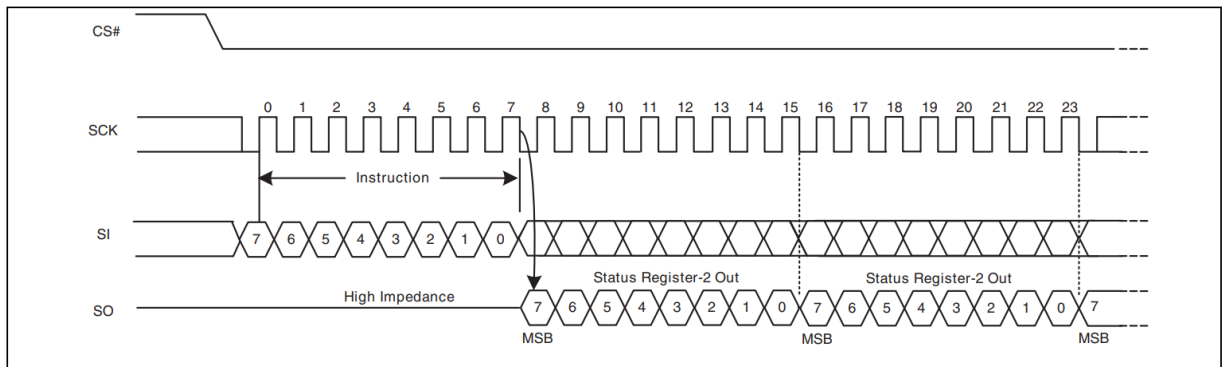 CS#
0 1 2 3 4 5 6 7 8 9 10 11 12 13 14 15 16 17 18 19 20 21 22 23
SCK
Instruction
SI 7 6 5 4 3 2 1 0
Status Register-2 Out Status Register-2 Out
High Impedance
SO 7 6 5 4 3 2 1 0 7 6 5 4 3 2 1 0 7
MSB MSB MSB